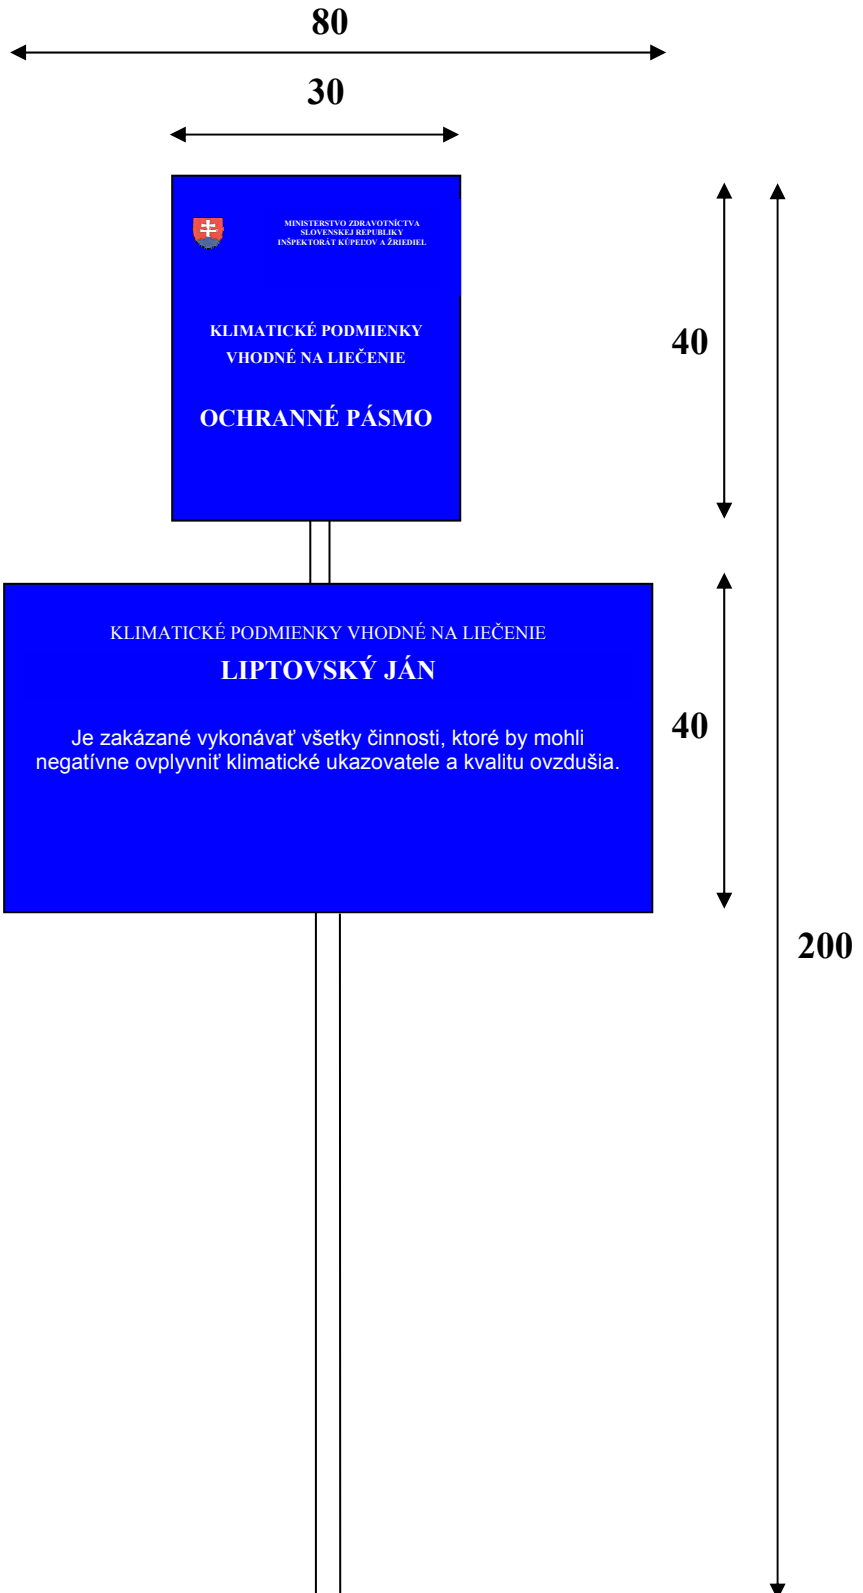 80
30
MINISTERSTVO ZDRAVOTNÍCTVA
SLOVENSKEJ REPUBLIKY
INŠPEKTORÁT KÚPEĽOV A ŽRIEDIEL
KLIMATICKÉ PODMIENKY
VHODNÉ NA LIEČENIE
OCHRANNÉ PÁSMO
40
KLIMATICKÉ PODMIENKY VHODNÉ NA LIEČENIE
LIPTOVSKÝ JÁN
Je zakázané vykonávať všetky činnosti, ktoré by mohli
negatívne ovplyvniť klimatické ukazovatele a kvalitu ovzdušia.
40
200